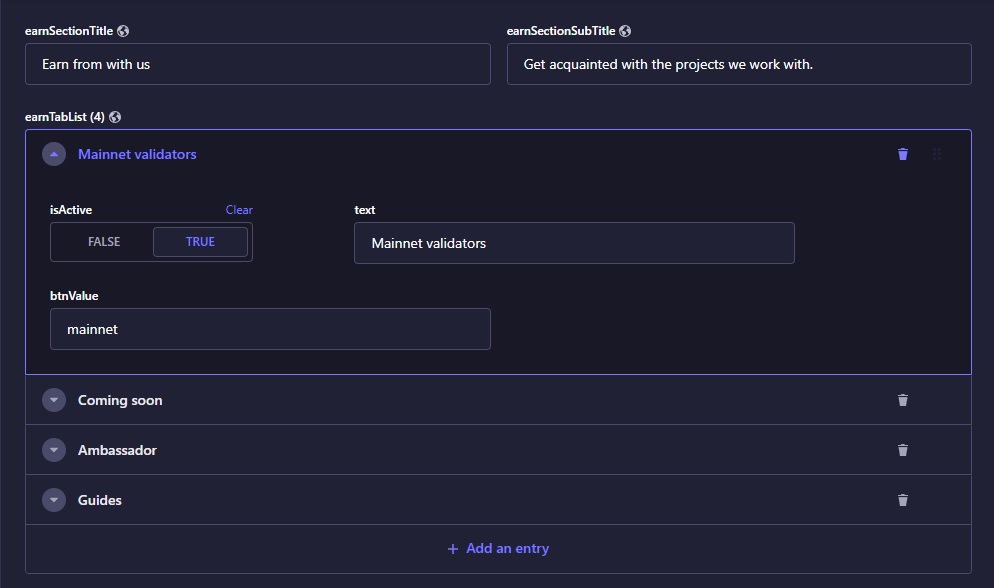 earnSectionTitle
earnSectionSubTitle
Earn from with us
Get acquainted with the projects we work with.
earnTabList (4)
Mainnet validators
isActive
Clear
text
FALSE
TRUE
Mainnet validators
btnValue
mainnet
Coming soon
Ambassador
Guides
+ Add an entry